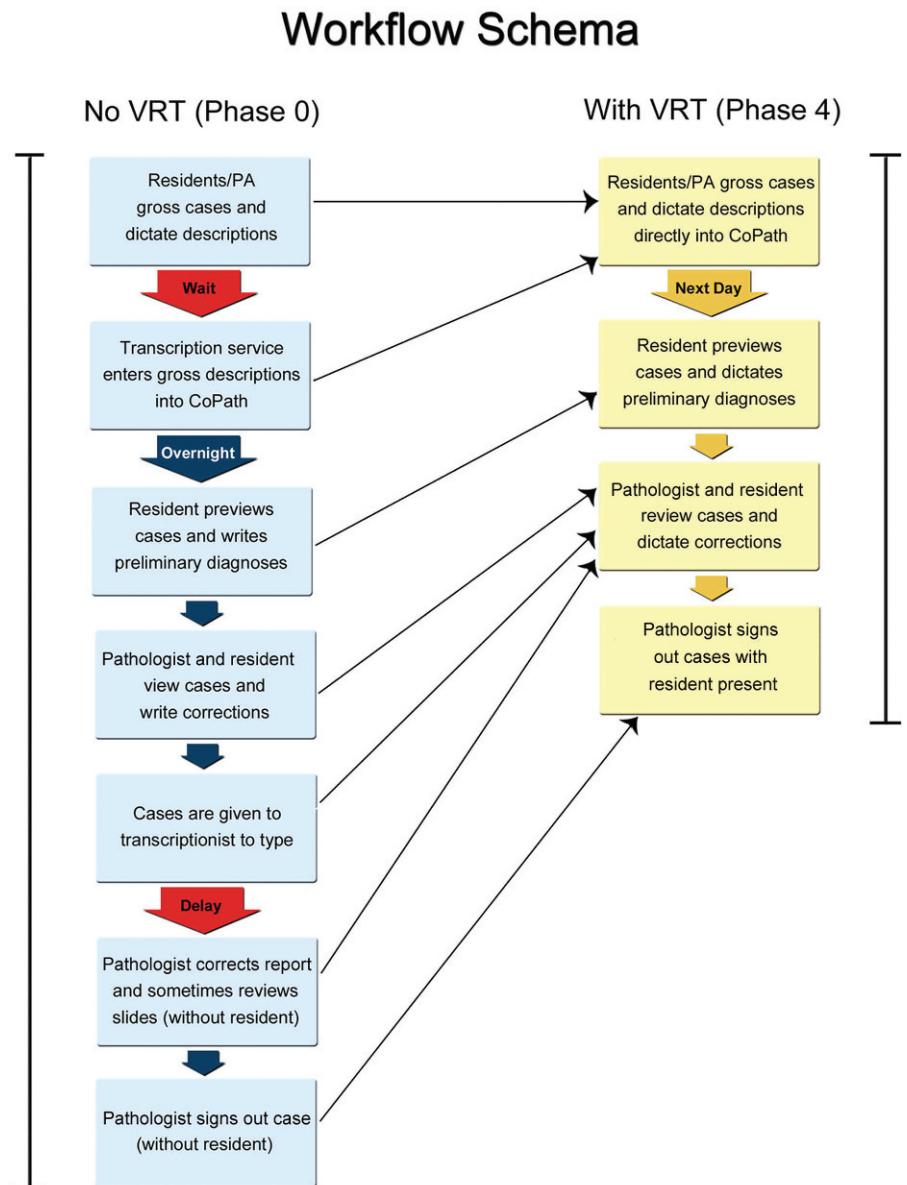 Workflow Schema
No VRT (Phase 0)
Residents/PA
gross cases and
dictate descriptions
Wait
Transcription service
enters gross descriptions
into CoPath
Overnight
Resident previews
cases and writes
preliminary diagnoses
Pathologist and resident
view cases and
write corrections
Cases are given to
transcriptionist to type
Delay
Pathologist corrects report
and sometimes reviews
slides (without resident)
Pathologist signs out case
(without resident)
With VRT (Phase 4)
Residents/PA gross cases
and dictate descriptions
directly into CoPath
Next Day
Resident previews
cases and dictates
preliminary diagnoses
Pathologist and resident
review cases and
dictate corrections
Pathologist signs
out cases with
resident present